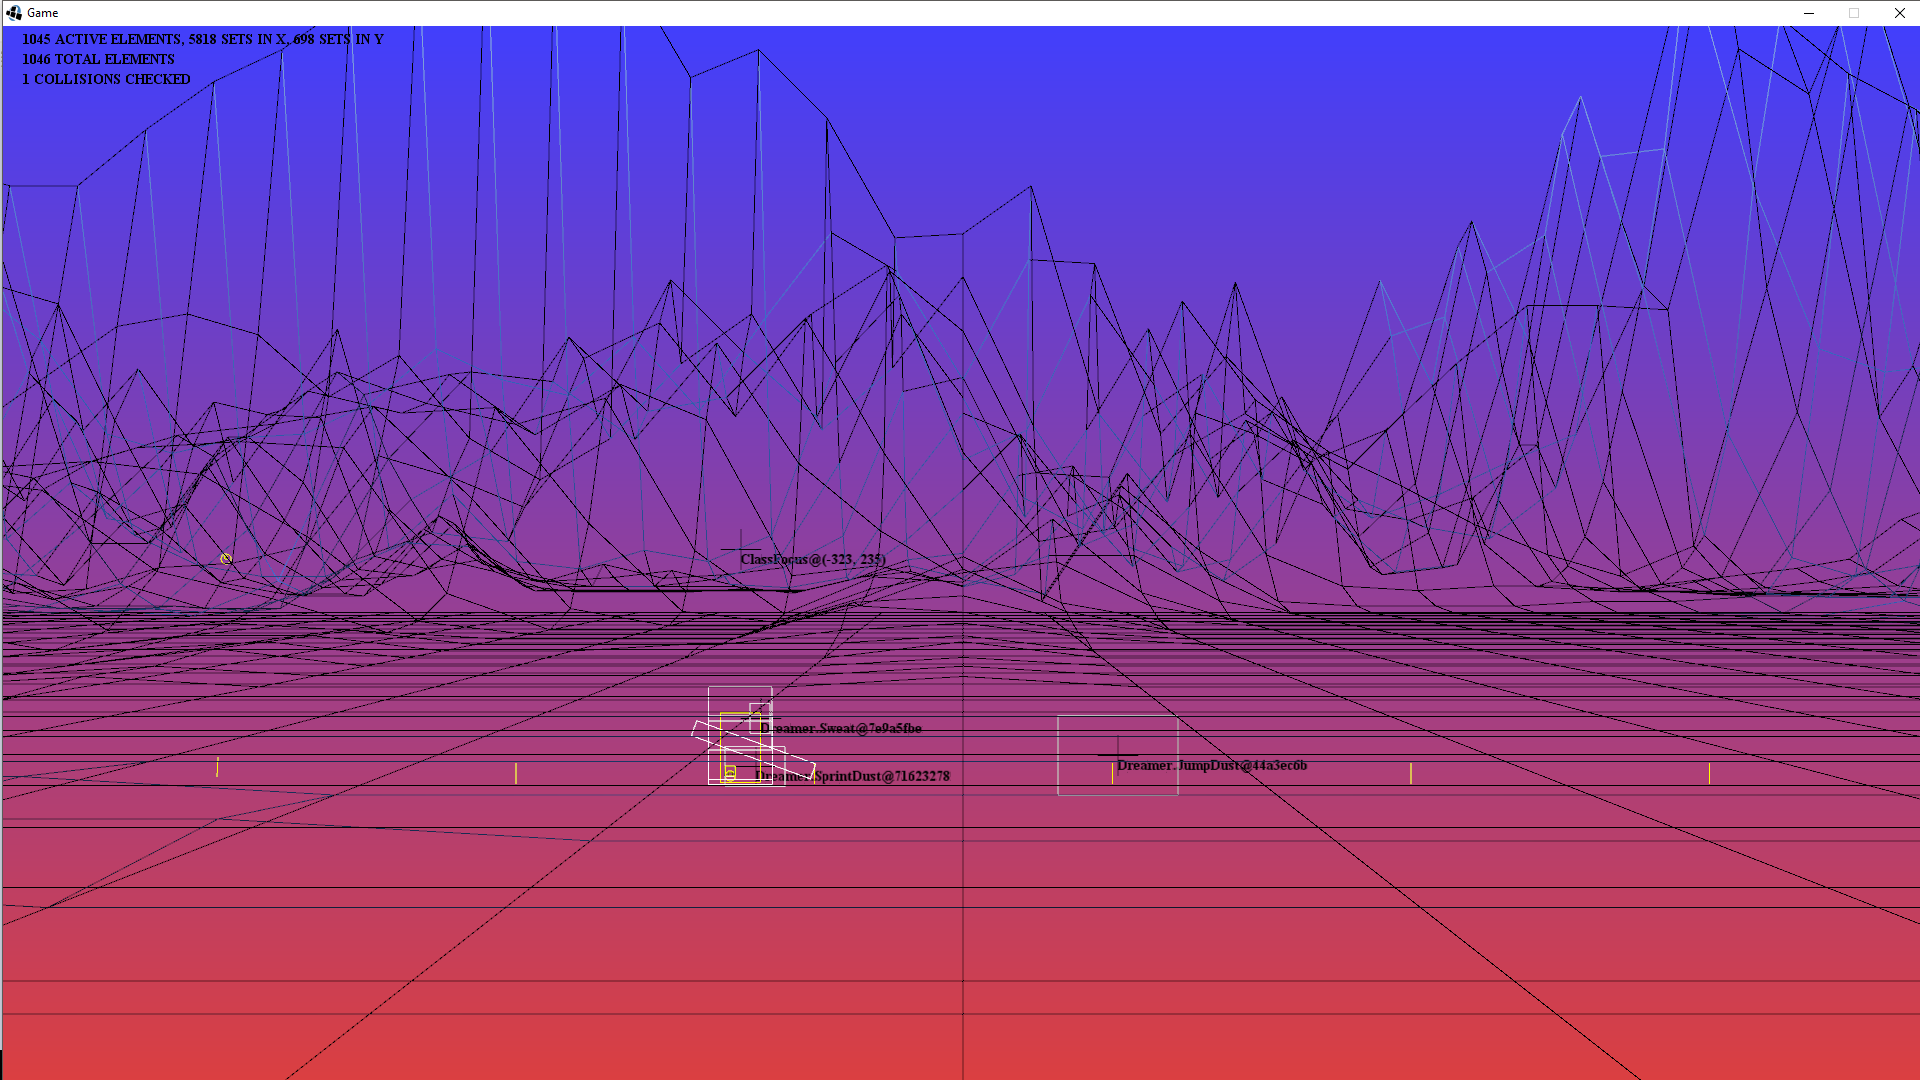 Game
1045 ACTIVE ELEMENTS, 5818 SETS IN X, 698 SETS IN Y
1046 TOTAL ELEMENTS
1 COLLISIONS CHECKED
ClassFocus@(-323, 235)
Dreamer.Sweat@7e9a5fbe
Dreamer.JumpDust@44a3ec6b
Dreamer.SprintDust@71623278